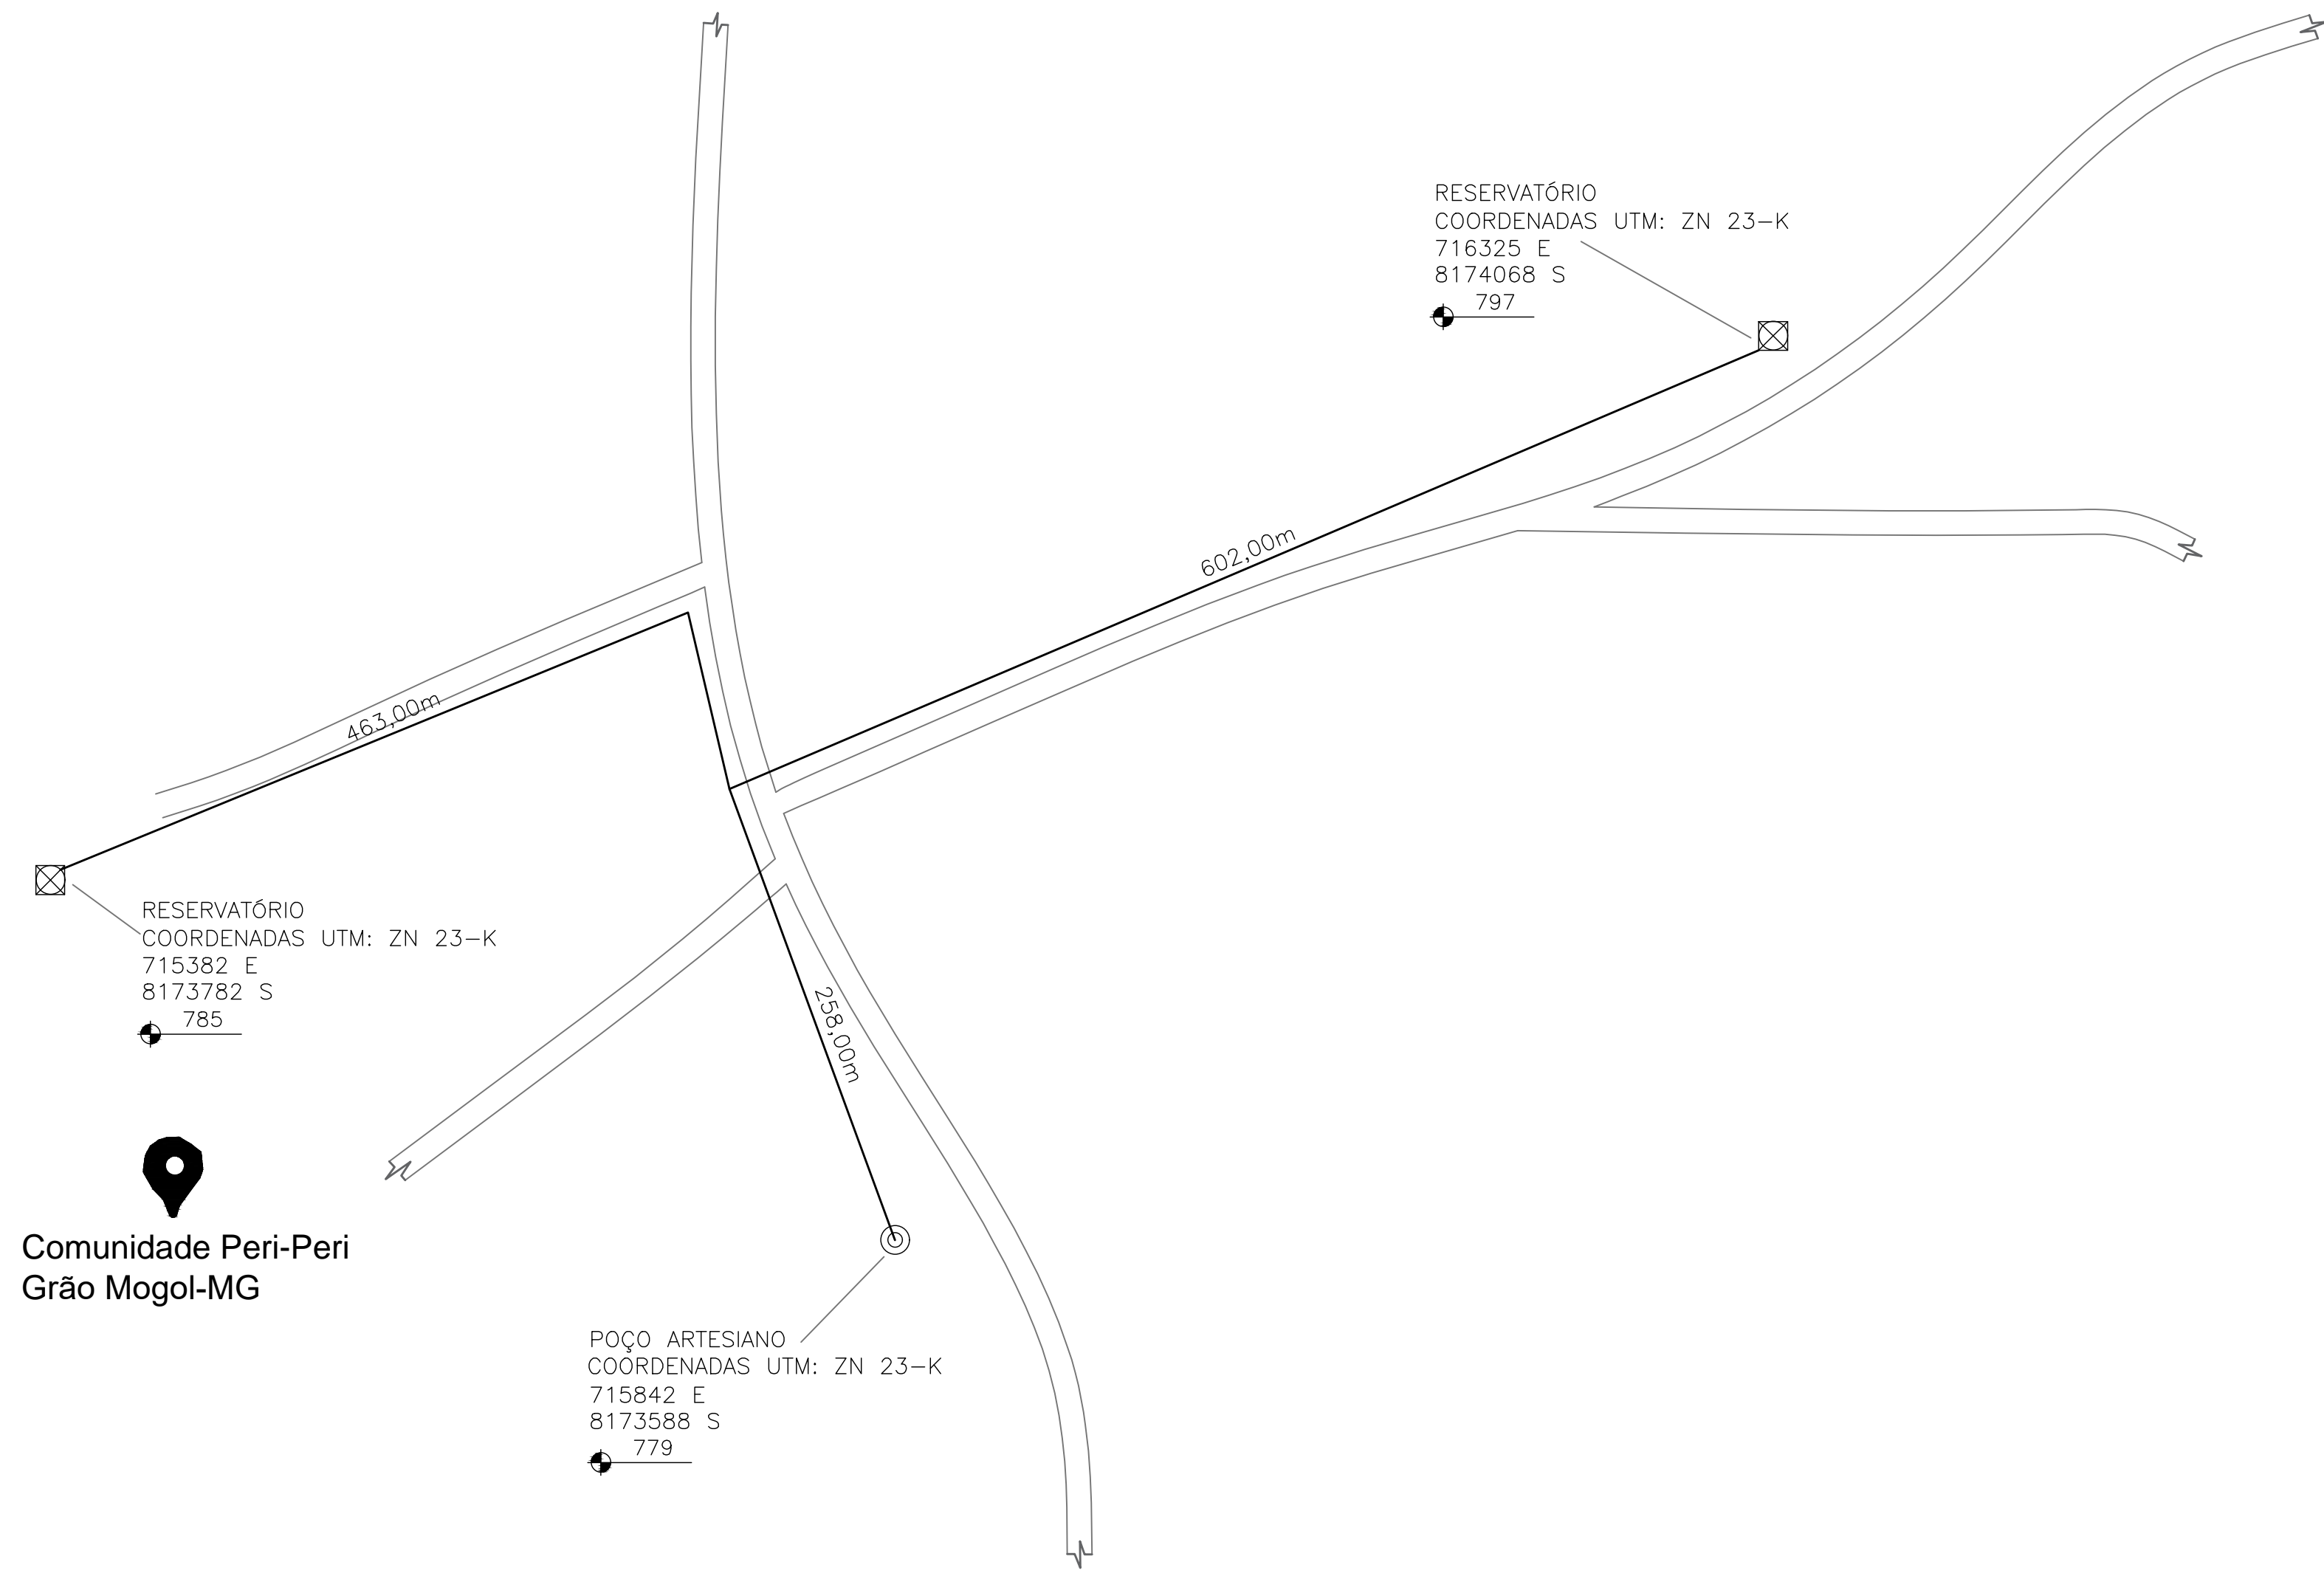 RESERVATÓRIO
COORDENADAS UTM: ZN 23-K
716325 E
8174068 S
797
602,00m
463,00m
RESERVATÓRIO
COORDENADAS UTM: ZN 23-K
715382 E
8173782 S
785
258,00m
Comunidade Peri-Peri
Grão Mogol-MG
POÇO ARTESIANO
COORDENADAS UTM: ZN 23-K
715842 E
8173588 S
779